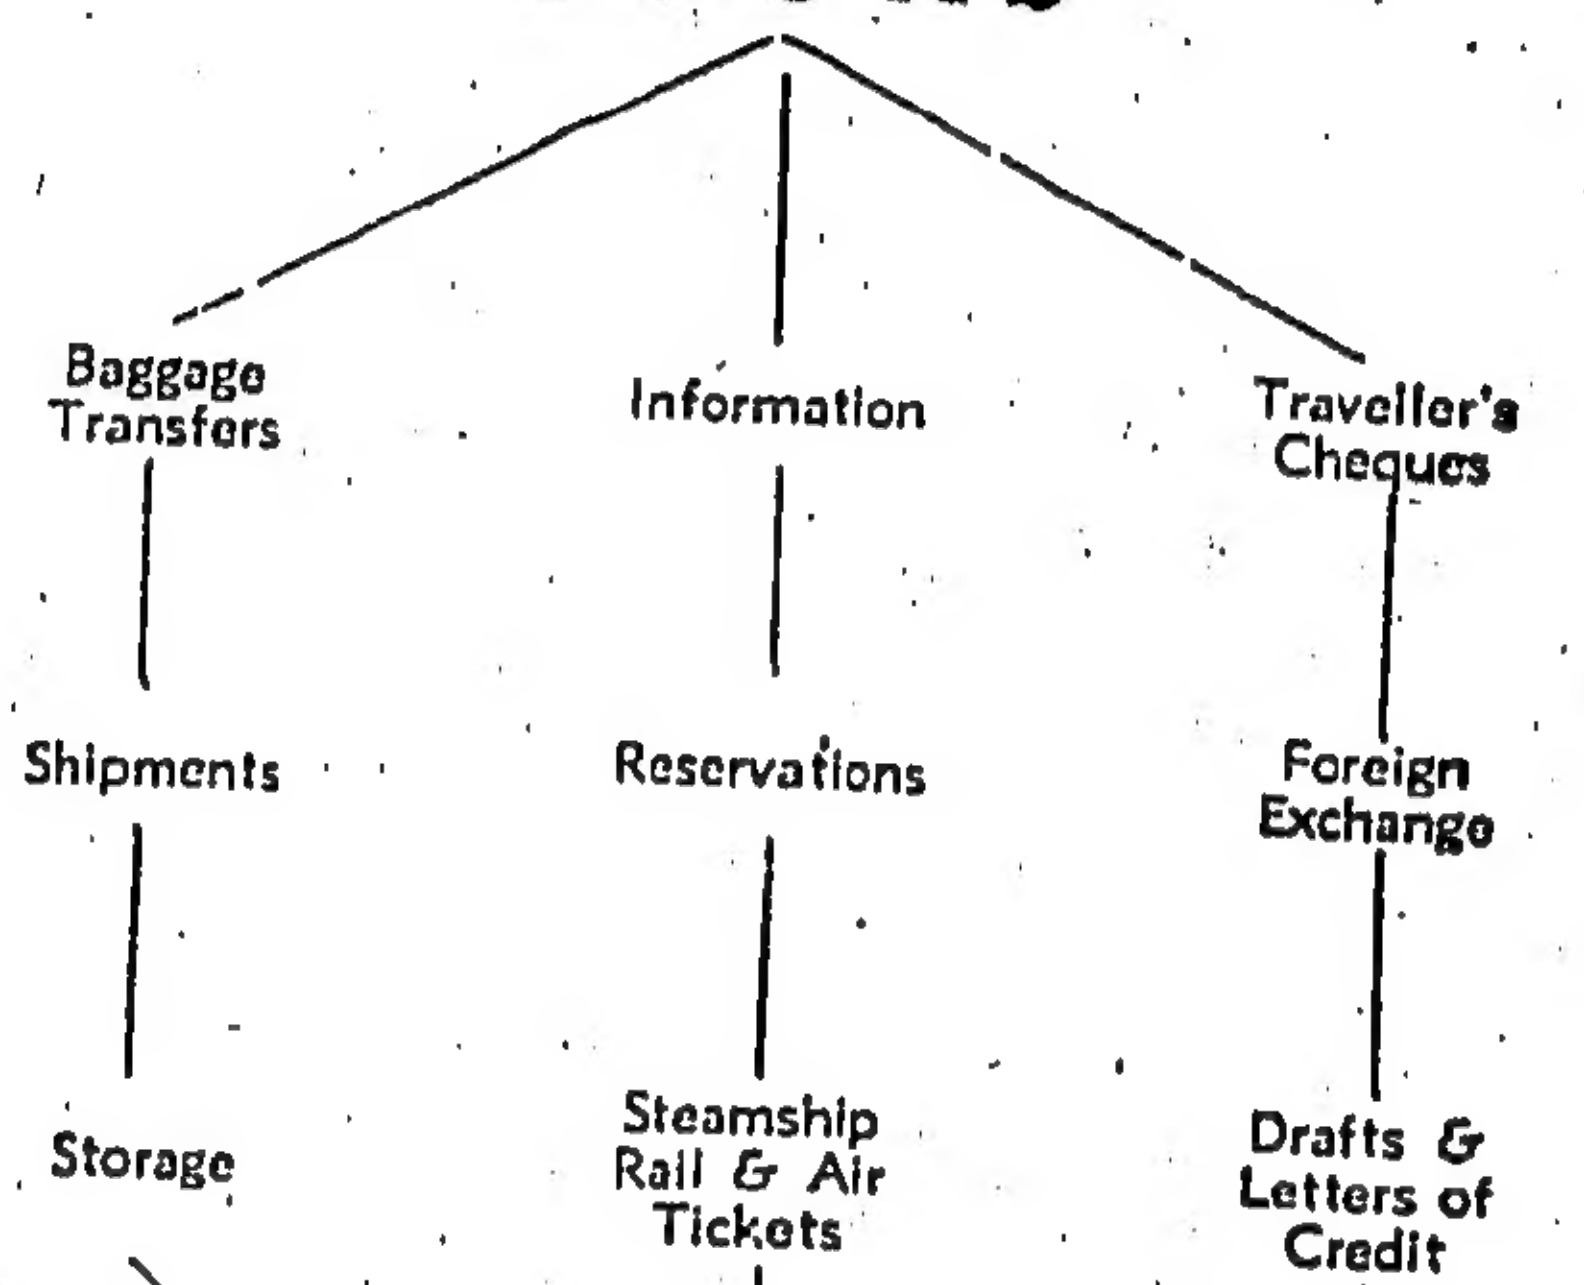 Baggage
Transfers
Information
Traveller's
Cheques
Shipments
Reservations
Foreign
Exchange
Storage
Steamship
Rail & Air
Tickets
Drafts &
Letters of
Credit